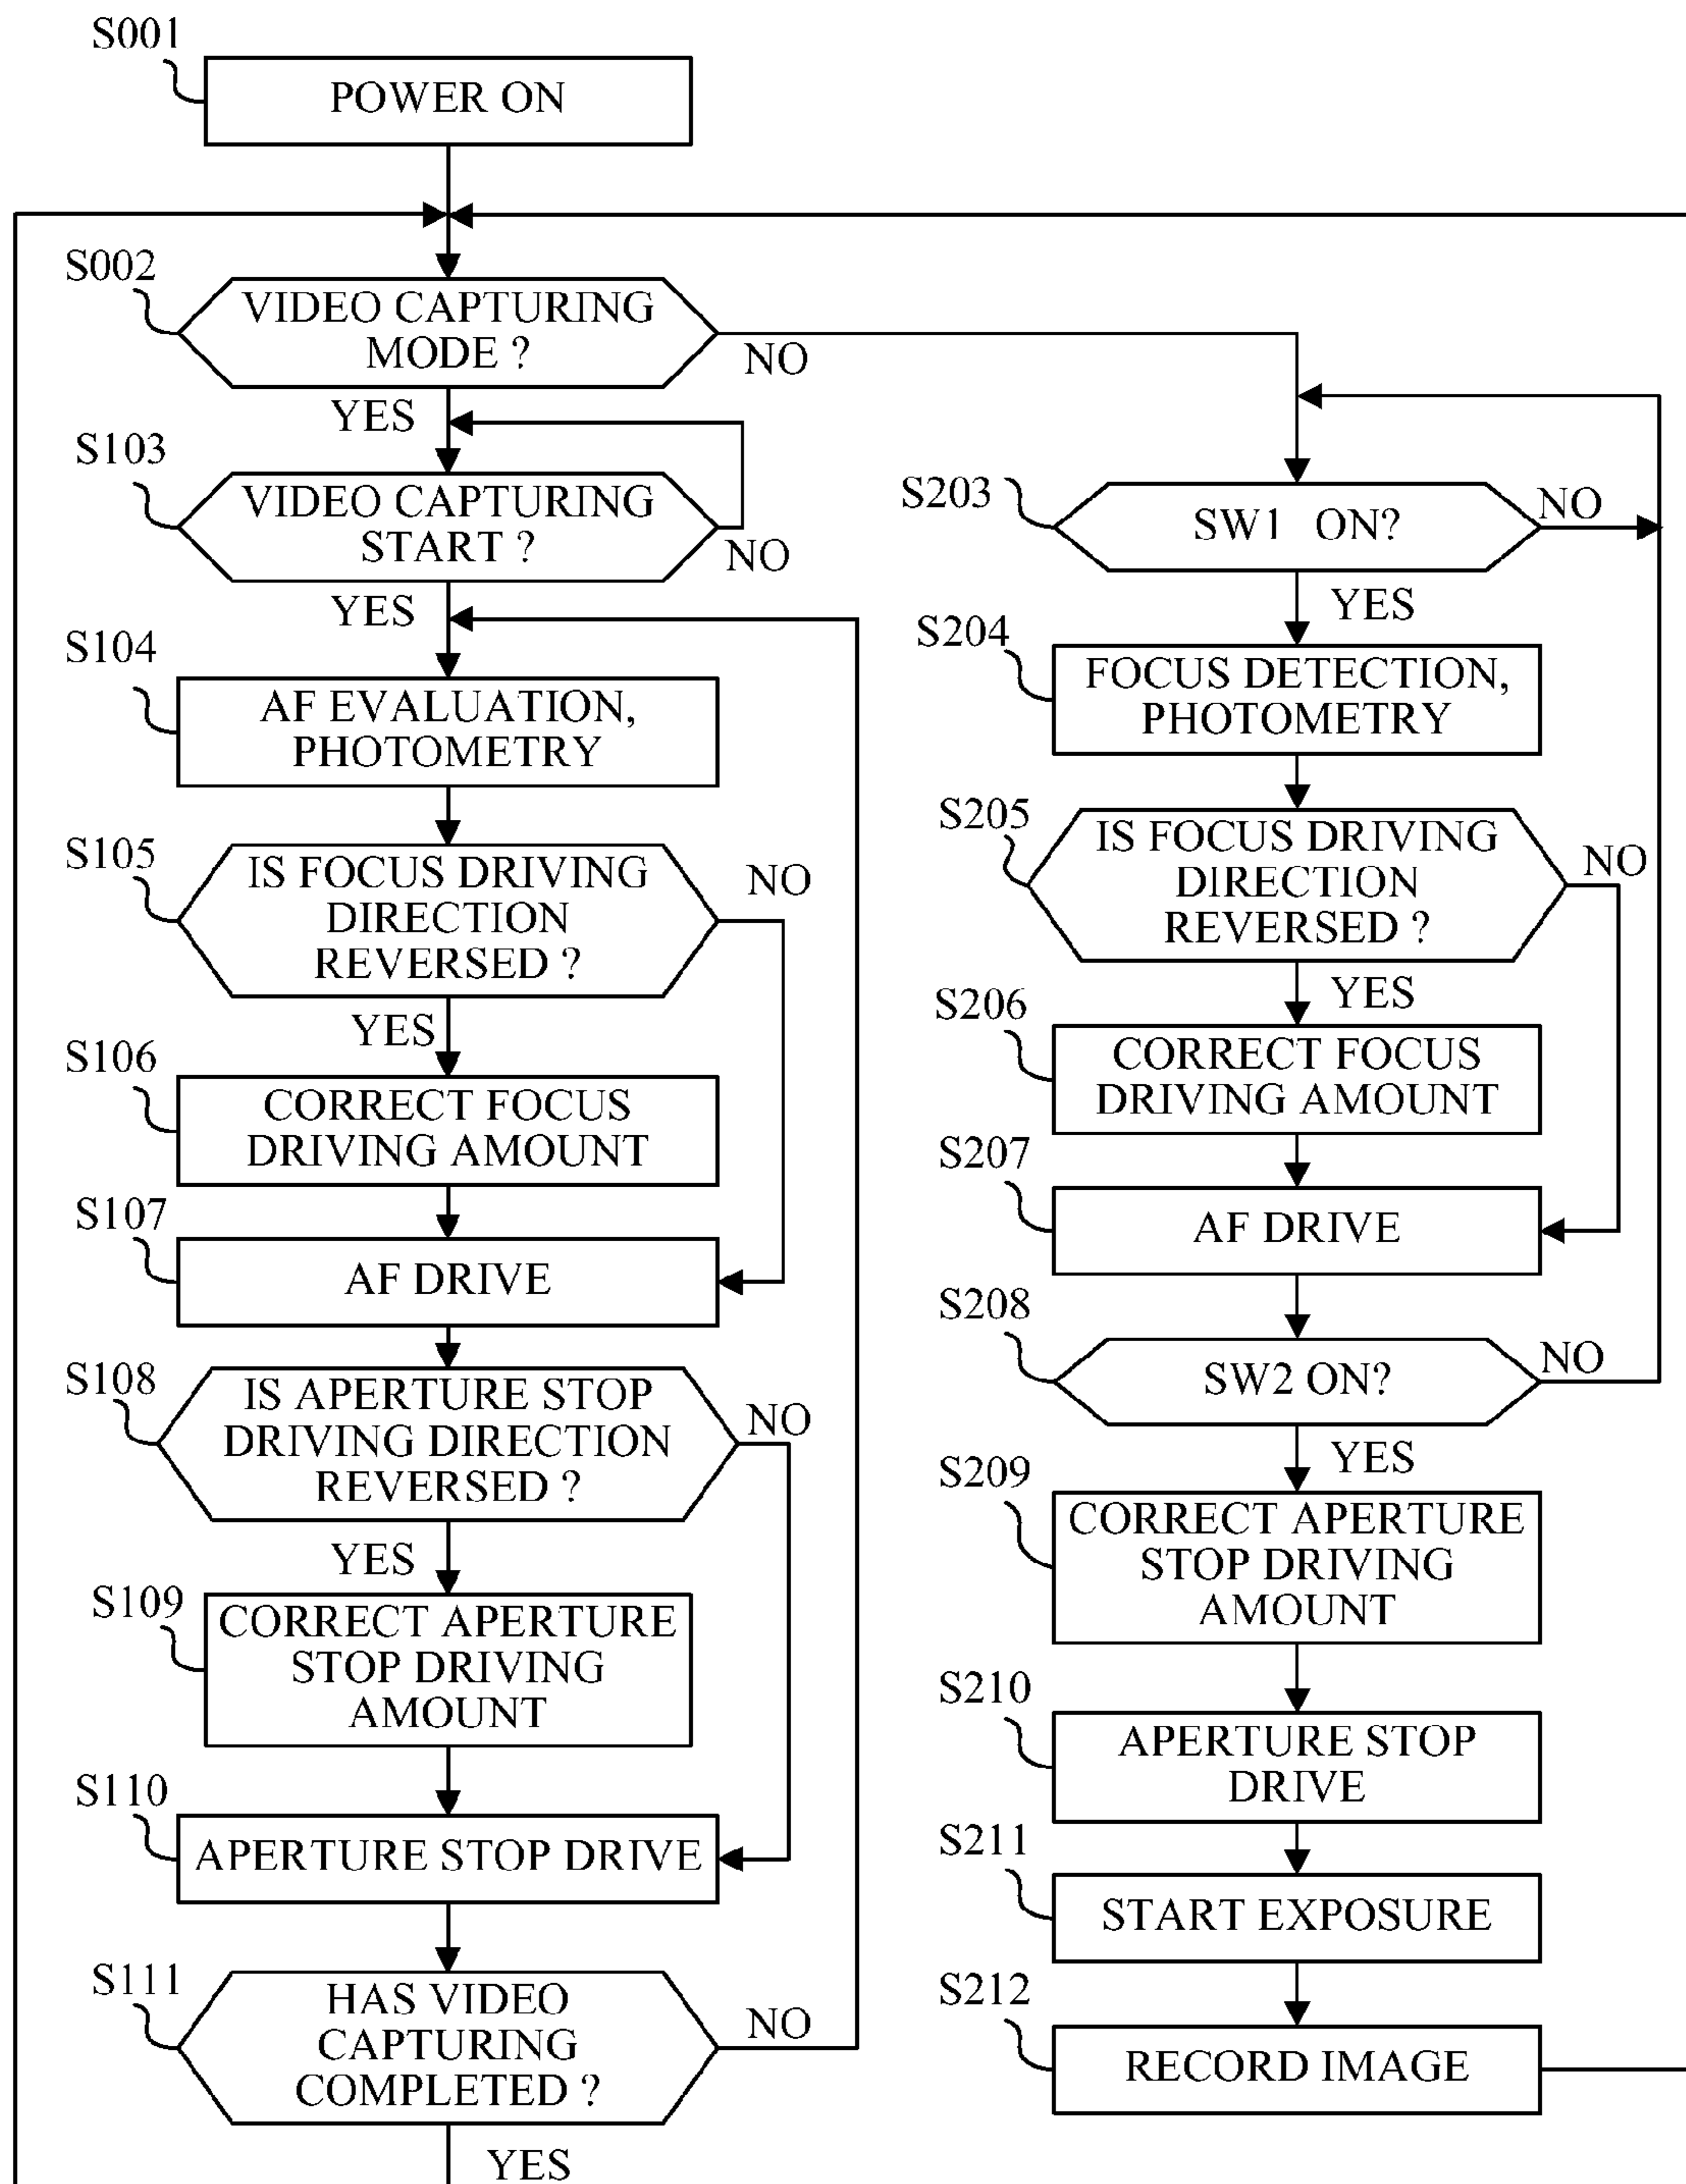 S001
POWER ON
S002
VIDEO CAPTURING
MODE ?
NO
YES
S103
VIDEO CAPTURING
START ?
NO
YES
S104
AF EVALUATION,
PHOTOMETRY
S105
IS FOCUS DRIVING
DIRECTION
REVERSED ?
NO
YES
S106
CORRECT FOCUS
DRIVING AMOUNT
S107
AF DRIVE
S108
IS APERTURE STOP
DRIVING DIRECTION
REVERSED ?
NO
YES
S109
CORRECT APERTURE
STOP DRIVING
AMOUNT
S110
APERTURE STOP DRIVE
S111
HAS VIDEO
CAPTURING
COMPLETED ?
NO
YES
S203
SW1 ON?
NO
YES
S204
FOCUS DETECTION,
PHOTOMETRY
S205
IS FOCUS DRIVING
DIRECTION
REVERSED ?
NO
YES
S206
CORRECT FOCUS
DRIVING AMOUNT
S207
AF DRIVE
S208
SW2 ON?
NO
YES
S209
CORRECT APERTURE
STOP DRIVING
AMOUNT
S210
APERTURE STOP
DRIVE
S211
START EXPOSURE
S212
RECORD IMAGE